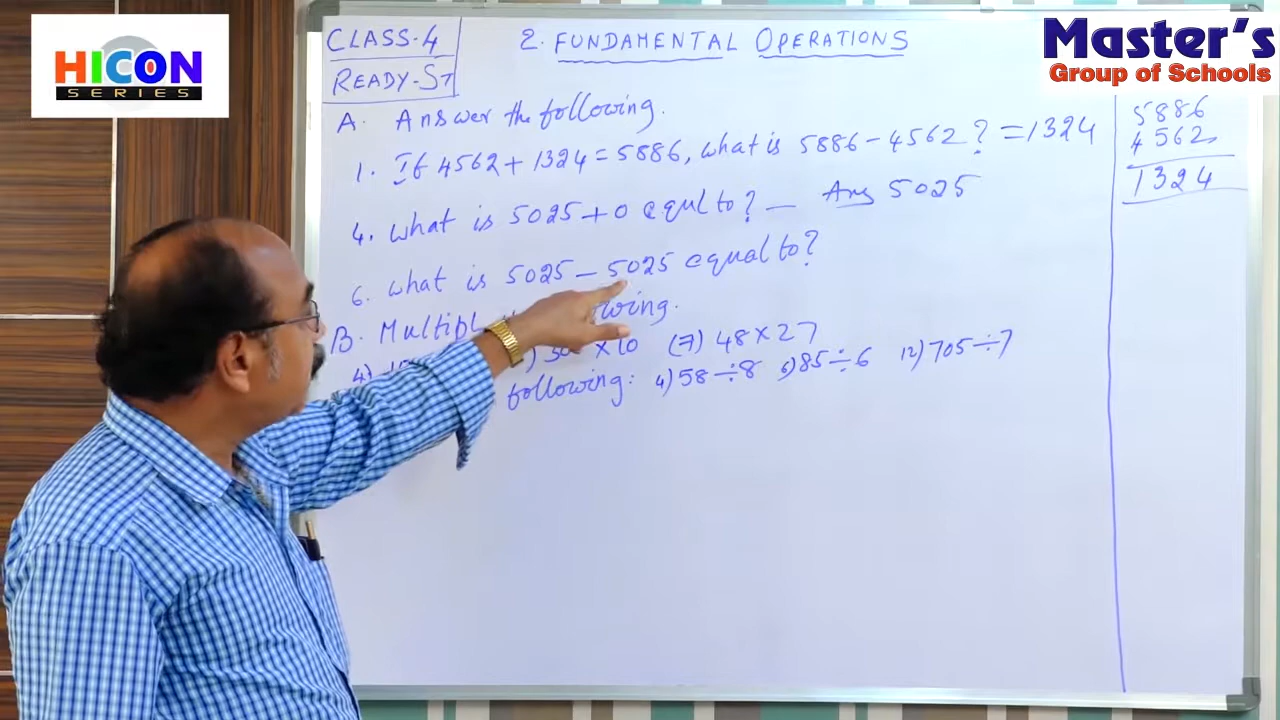 HICON
SERIES
Master's
Group of Schools
CLASS-4
READY-ST
2. FUNDAMENTAL OPERATIONS
A. Answer the following.
1. If 4562 + 1324 = 5886, what is 5886 - 4562 ? = 1324
4. What is 5025 + 0 equl to? — Ans 5025
6. What is 5025 - 5025 equal to?
B. Multipl
4) × 10 (7) 48 × 27
following: 4) 58 ÷ 8 85 ÷ 6 12) 705 ÷ 7
5886
4562
1324